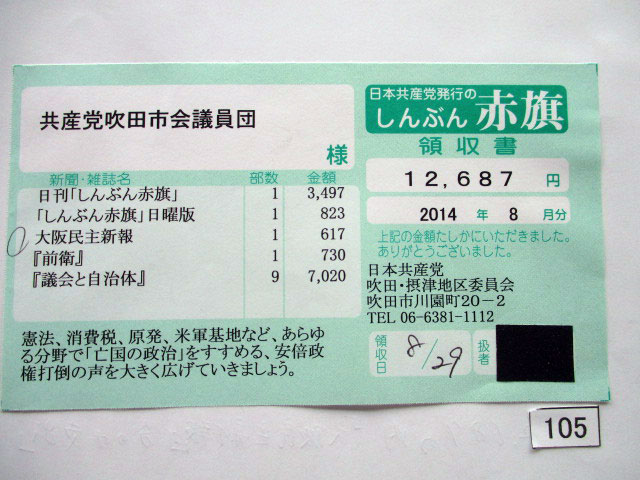 共産党吹田市会議員団
様
新聞・雑誌名 部数 金額
日刊「しんぶん赤旗」 1 3,497
「しんぶん赤旗」日曜版 1 823
大阪民主新報 1 617
『前衛』 1 730
『議会と自治体』 9 7,020
憲法、消費税、原発、米軍基地など、あらゆ
る分野で「亡国の政治」をすすめる、安倍政
権打倒の声を大きく広げていきましょう。
日本共産党発行の
しんぶん赤旗
領収書
12,687 円
2014 年 8 月分
上記の金額たしかにいただきました。
ありがとうございました。
日本共産党
吹田・摂津地区委員会
吹田市川園町20-2
TEL 06-6381-1112
領収日 8/29 扱者
105